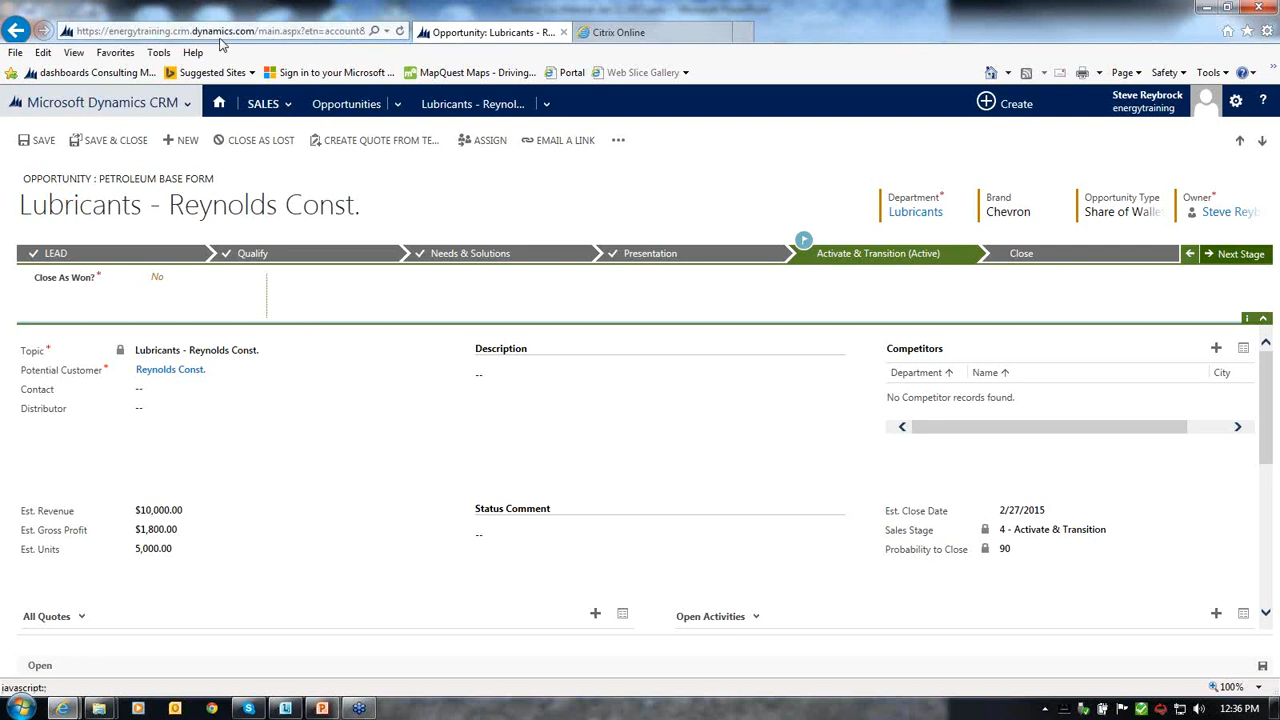 https://energytraining.crm.dynamics.com/main.aspx?etn=account&
Opportunity: Lubricants - R...
Citrix Online
File Edit View Favorites Tools Help
dashboards Consulting M... Suggested Sites Sign in to your Microsoft ... MapQuest Maps - Driving... Portal Web Slice Gallery Page Safety Tools
Microsoft Dynamics CRM SALES Opportunities Lubricants - Reynol... Create Steve Reybrock
energytraining
SAVE SAVE & CLOSE + NEW CLOSE AS LOST CREATE QUOTE FROM TE... ASSIGN EMAIL A LINK ...
OPPORTUNITY : PETROLEUM BASE FORM
Lubricants - Reynolds Const.
Department* Brand Opportunity Type Owner*
Lubricants Chevron Share of Walle Steve Reyb
LEAD Qualify Needs & Solutions Presentation Activate & Transition (Active) Close Next Stage
Close As Won?* No
Topic* Lubricants - Reynolds Const. Description Competitors
Potential Customer* Reynolds Const. -- Department Name City
Contact --
Distributor -- No Competitor records found.
Est. Revenue $10,000.00 Status Comment Est. Close Date 2/27/2015
Est. Gross Profit $1,800.00 -- Sales Stage 4 - Activate & Transition
Est. Units 5,000.00 Probability to Close 90
All Quotes Open Activities
Open
javascript:; 100%
12:36 PM